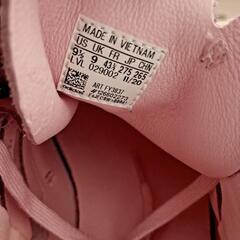 MADE IN VIETNAM
US UK FR JP CHN
9½ 9 43⅓ 275 265
LVL 029002 11/20
ART FY3837
adidas